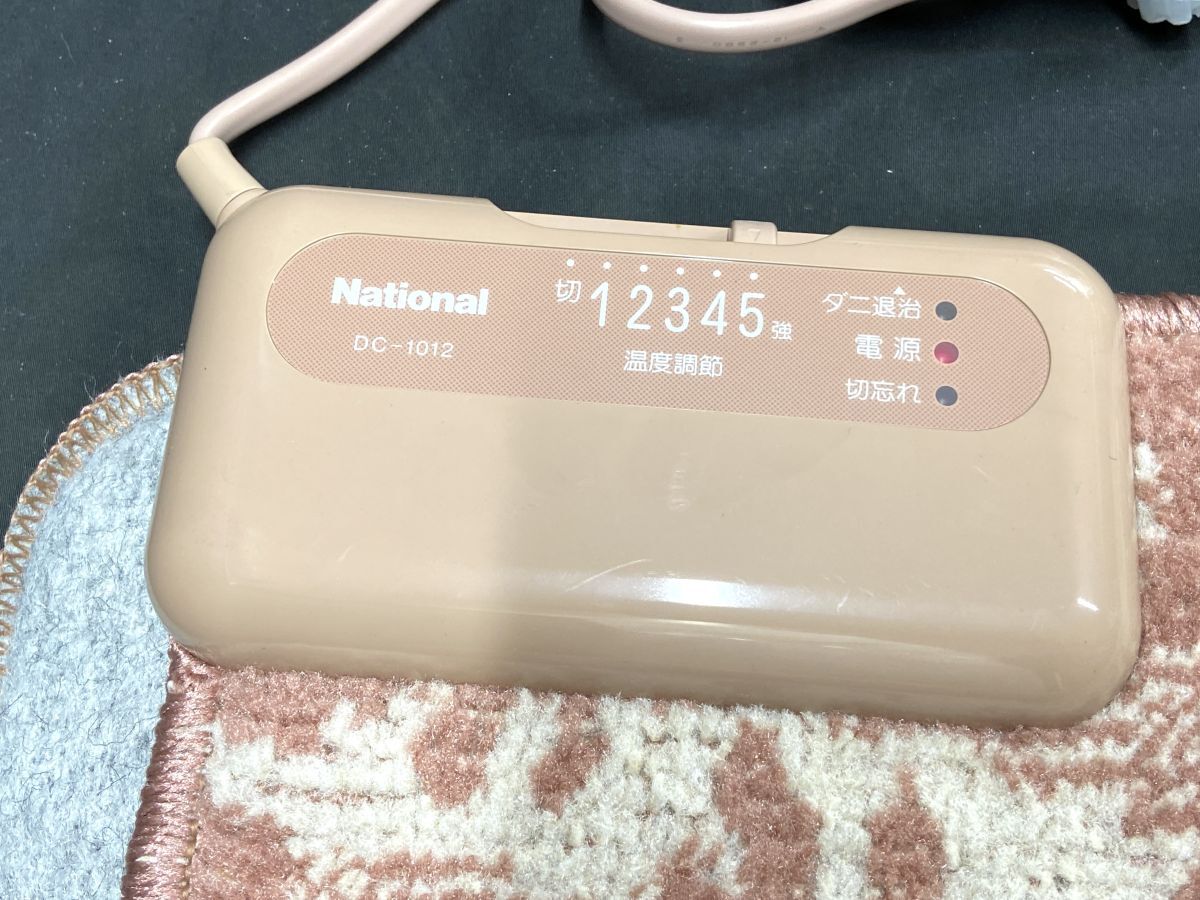 National
DC-1012
切 1 2 3 4 5 強
温度調節
ダニ退治
電源
切忘れ